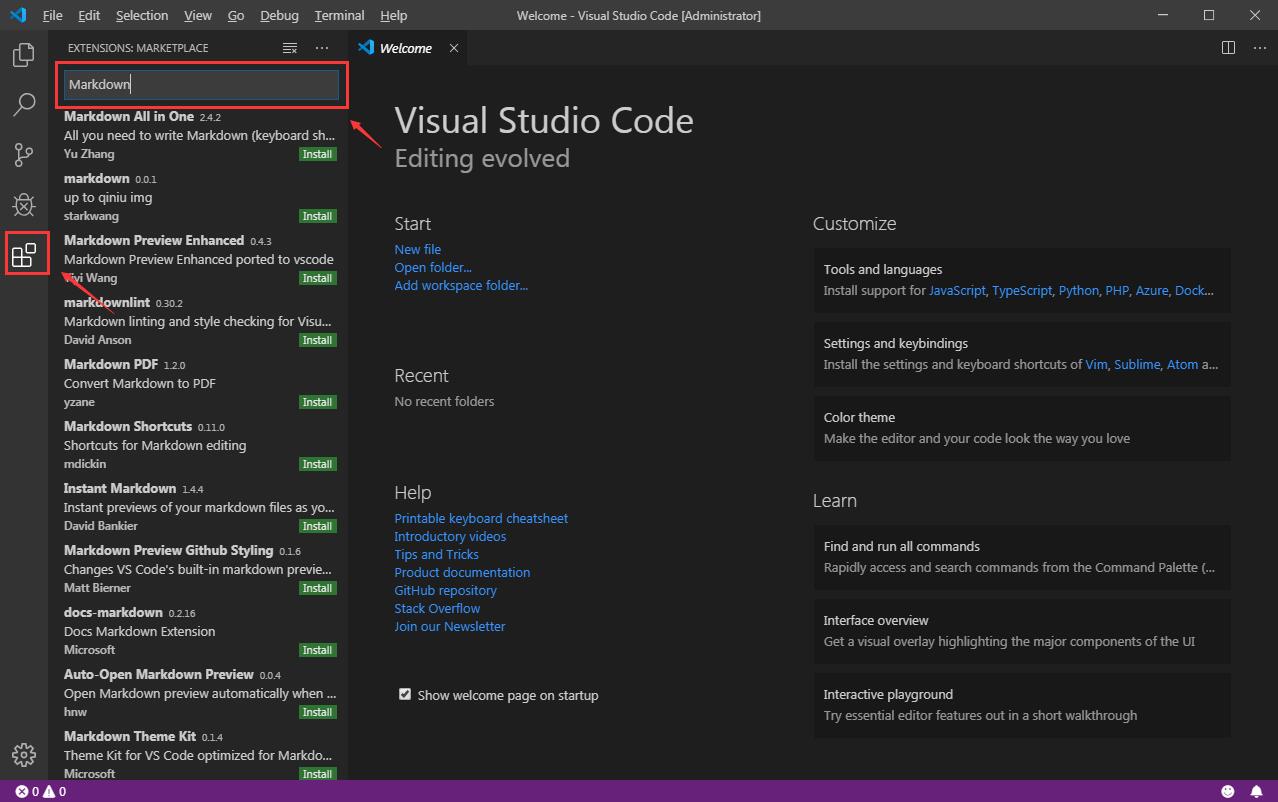 File Edit Selection View Go Debug Terminal Help
Welcome - Visual Studio Code [Administrator]
EXTENSIONS: MARKETPLACE
Markdown
Markdown All in One 2.4.2
All you need to write Markdown (keyboard sh...
Yu Zhang Install
markdown 0.0.1
up to qiniu img
starkwang Install
Markdown Preview Enhanced 0.4.3
Markdown Preview Enhanced ported to vscode
Wang Install
markdownlint 0.30.2
Markdown linting and style checking for Visu...
David Anson Install
Markdown PDF 1.2.0
Convert Markdown to PDF
yzane Install
Markdown Shortcuts 0.11.0
Shortcuts for Markdown editing
mdickin Install
Instant Markdown 1.4.4
Instant previews of your markdown files as yo...
David Bankier Install
Markdown Preview Github Styling 0.1.6
Changes VS Code's built-in markdown previe...
Matt Bierner Install
docs-markdown 0.2.16
Docs Markdown Extension
Microsoft Install
Auto-Open Markdown Preview 0.0.4
Open Markdown preview automatically when ...
hnw Install
Markdown Theme Kit 0.1.4
Theme Kit for VS Code optimized for Markdo...
Microsoft Install
Welcome
Visual Studio Code
Editing evolved
Start
New file
Open folder...
Add workspace folder...
Recent
No recent folders
Help
Printable keyboard cheatsheet
Introductory videos
Tips and Tricks
Product documentation
GitHub repository
Stack Overflow
Join our Newsletter
Show welcome page on startup
Customize
Tools and languages
Install support for JavaScript, TypeScript, Python, PHP, Azure, Dock...
Settings and keybindings
Install the settings and keyboard shortcuts of Vim, Sublime, Atom a...
Color theme
Make the editor and your code look the way you love
Learn
Find and run all commands
Rapidly access and search commands from the Command Palette (...
Interface overview
Get a visual overlay highlighting the major components of the UI
Interactive playground
Try essential editor features out in a short walkthrough
0 0